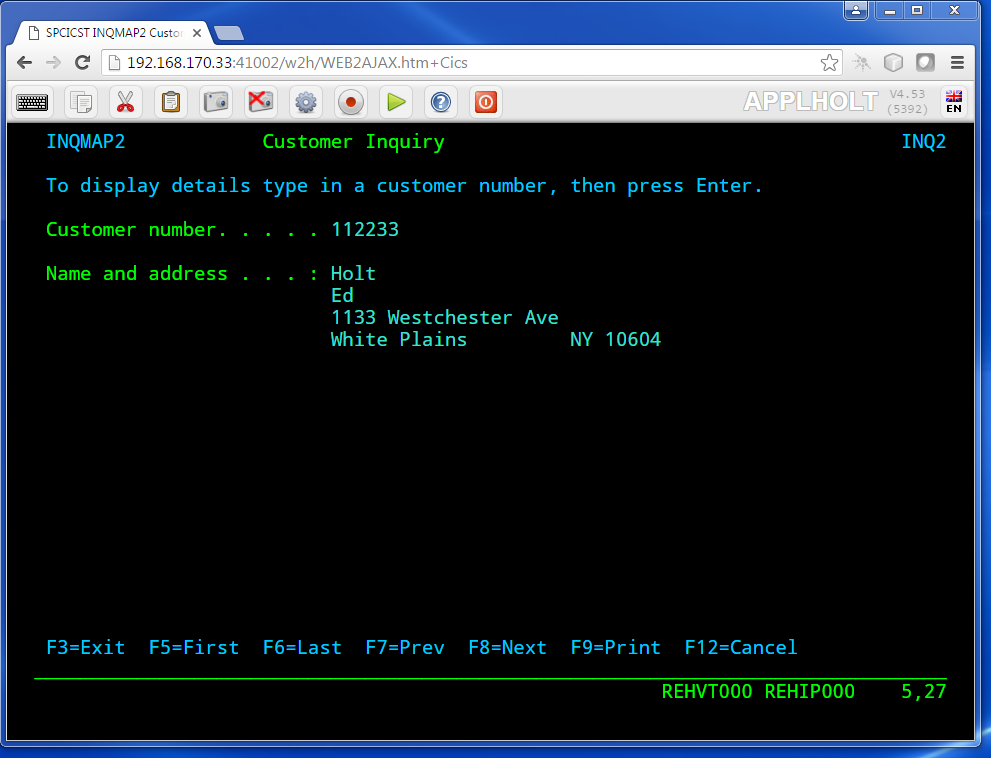 SPCICST INQMAP2 Custo
192.168.170.33:41002/w2h/WEB2AJAX.htm+Cics
APPLHOLT V4.53
(5392)
EN
INQMAP2 Customer Inquiry INQ2
To display details type in a customer number, then press Enter.
Customer number. . . . . 112233
Name and address . . . : Holt
Ed
1133 Westchester Ave
White Plains NY 10604
F3=Exit F5=First F6=Last F7=Prev F8=Next F9=Print F12=Cancel
REHVT000 REHIP000 5,27